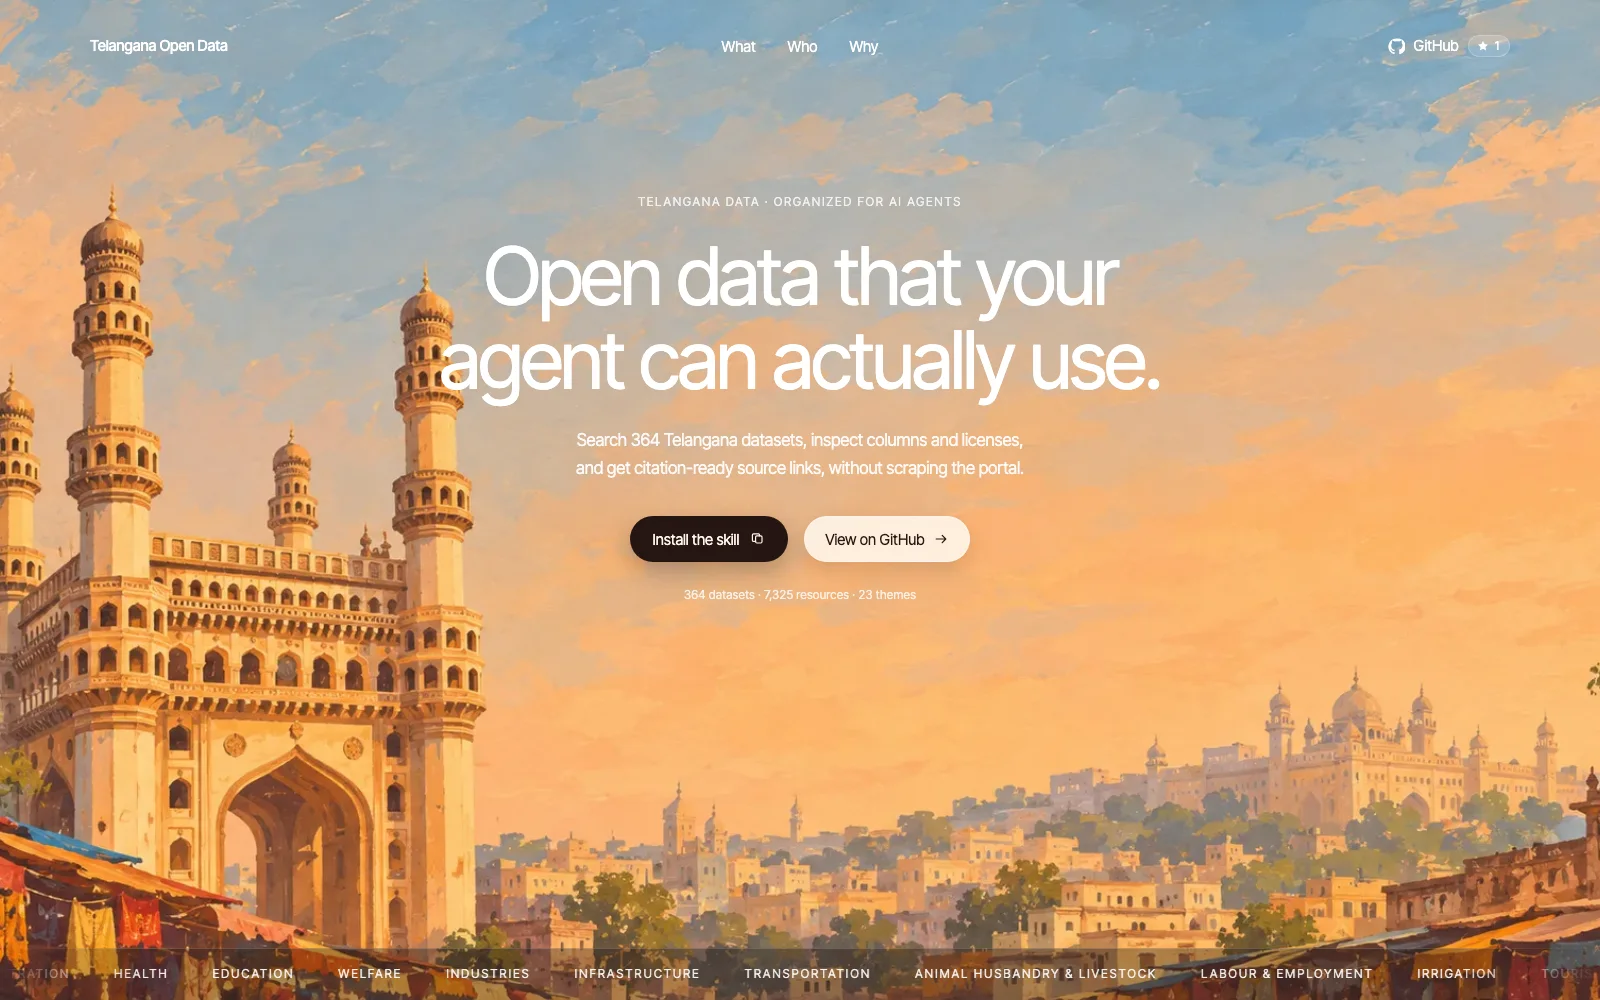 Telangana Open Data
What
Who
Why
GitHub
1
TELANGANA DATA · ORGANIZED FOR AI AGENTS
Open data that your
agent can actually use.
Search 364 Telangana datasets, inspect columns and licenses,
and get citation-ready source links, without scraping the portal.
Install the skill
View on GitHub →
364 datasets · 7,325 resources · 23 themes
HEALTH
EDUCATION
WELFARE
INDUSTRIES
INFRASTRUCTURE
TRANSPORTATION
ANIMAL HUSBANDRY & LIVESTOCK
LABOUR & EMPLOYMENT
IRRIGATION